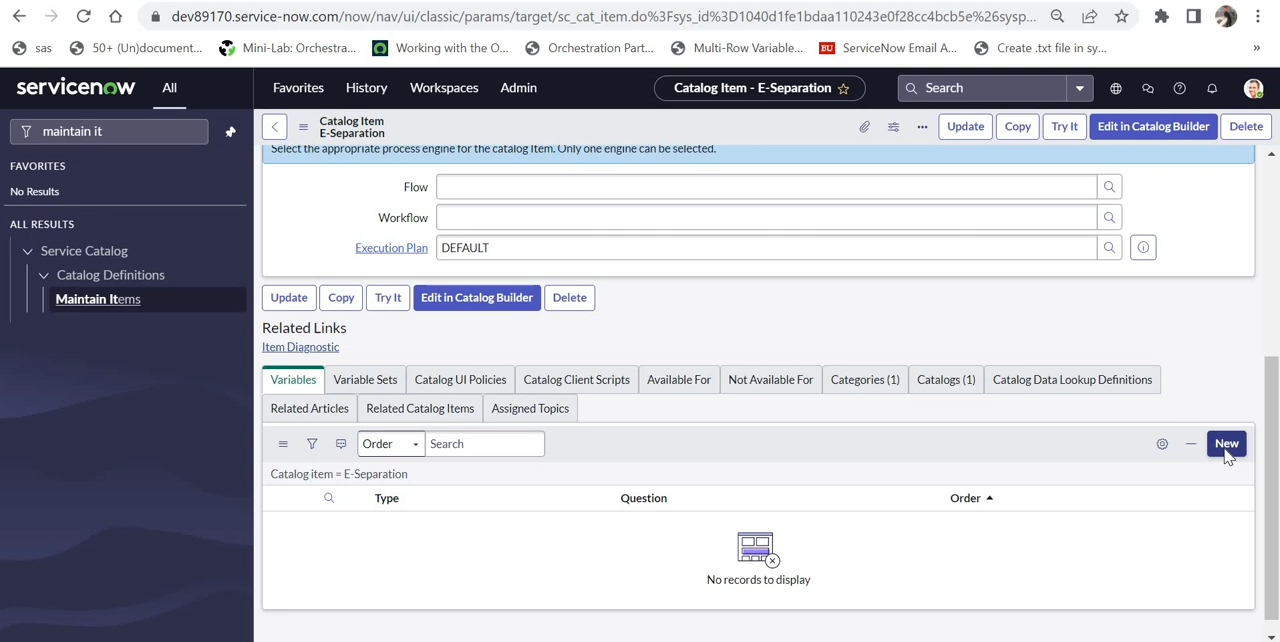 dev89170.service-now.com/now/nav/ui/classic/params/target/sc_cat_item.do%3Fsys_id%3D1040d1fe1bdaa110243e0f28cc4bcb5e%26sysp...
sas 50+ (Un)document... Mini-Lab: Orchestra... Working with the O... Orchestration Part... Multi-Row Variable... BU ServiceNow Email A... Create .txt file in sy... »
servicenow All Favorites History Workspaces Admin Catalog Item - E-Separation Search
maintain it
FAVORITES
No Results
ALL RESULTS
Service Catalog
Catalog Definitions
Maintain Items
Catalog Item
E-Separation
Update Copy Try It Edit in Catalog Builder Delete
Select the appropriate process engine for the catalog Item. Only one engine can be selected.
Flow
Workflow
Execution Plan DEFAULT
Update Copy Try It Edit in Catalog Builder Delete
Related Links
Item Diagnostic
Variables Variable Sets Catalog UI Policies Catalog Client Scripts Available For Not Available For Categories (1) Catalogs (1) Catalog Data Lookup Definitions
Related Articles Related Catalog Items Assigned Topics
Order Search New
Catalog item = E-Separation
Type Question Order
No records to display